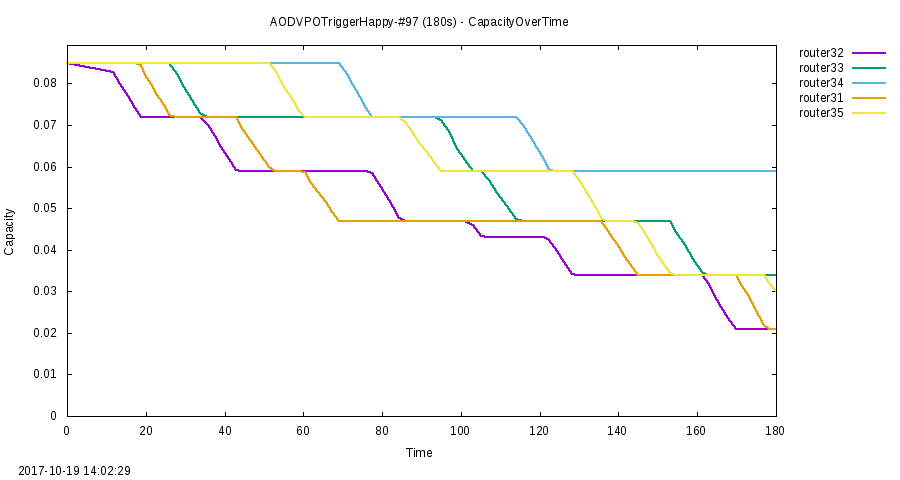 AODVPOTriggerHappy-#97 (180s) - CapacityOverTime
router32
router33
router34
router31
router35
0.08
0.07
0.06
0.05
0.04
0.03
0.02
0.01
0
Capacity
0 20 40 60 80 100 120 140 160 180
Time
2017-10-19 14:02:29